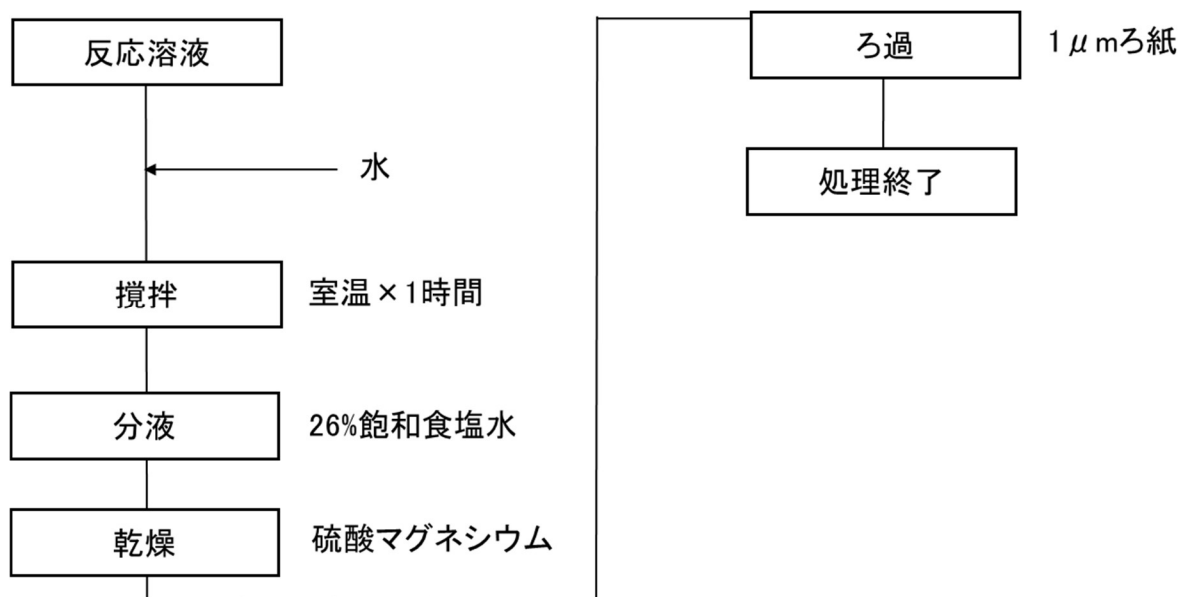 反応溶液
水
撹拌
室温×1時間
分液
26%飽和食塩水
乾燥
硫酸マグネシウム
ろ過
1μmろ紙
処理終了